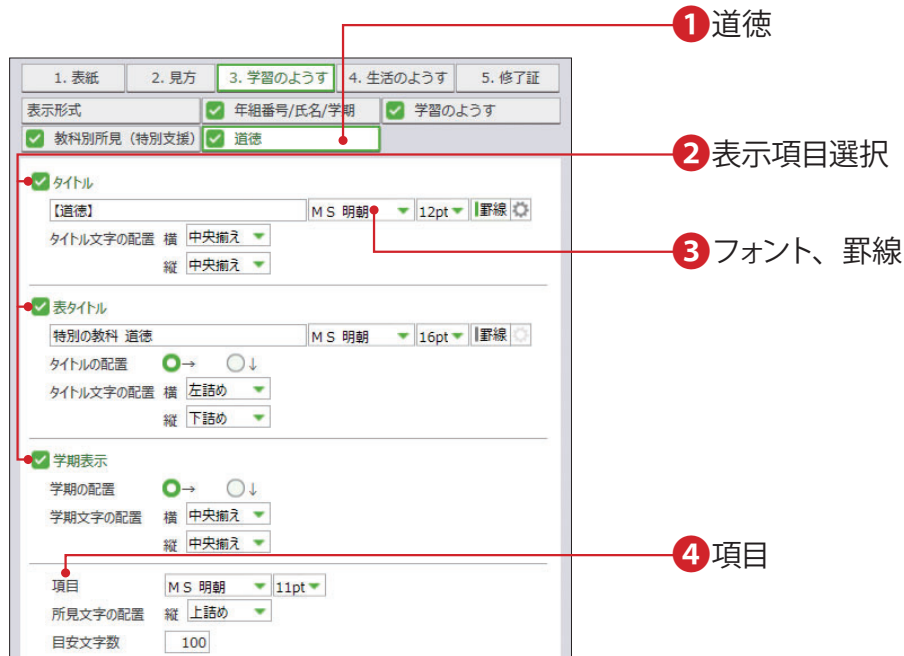 ❶道徳
1. 表紙 2. 見方 3. 学習のようす 4. 生活のようす 5. 修了証
表示形式 年組番号/氏名/学期 学習のようす
教科別所見（特別支援） 道徳
❷表示項目選択
タイトル
【道徳】 ＭＳ 明朝 12pt 罫線
❸フォント、罫線
タイトル文字の配置 横 中央揃え
縦 中央揃え
表タイトル
特別の教科 道徳 ＭＳ 明朝 16pt 罫線
タイトルの配置 → ↓
タイトル文字の配置 横 左詰め
縦 下詰め
学期表示
学期の配置 → ↓
学期文字の配置 横 中央揃え
縦 中央揃え
❹項目
項目 ＭＳ 明朝 11pt
所見文字の配置 縦 上詰め
目安文字数 100